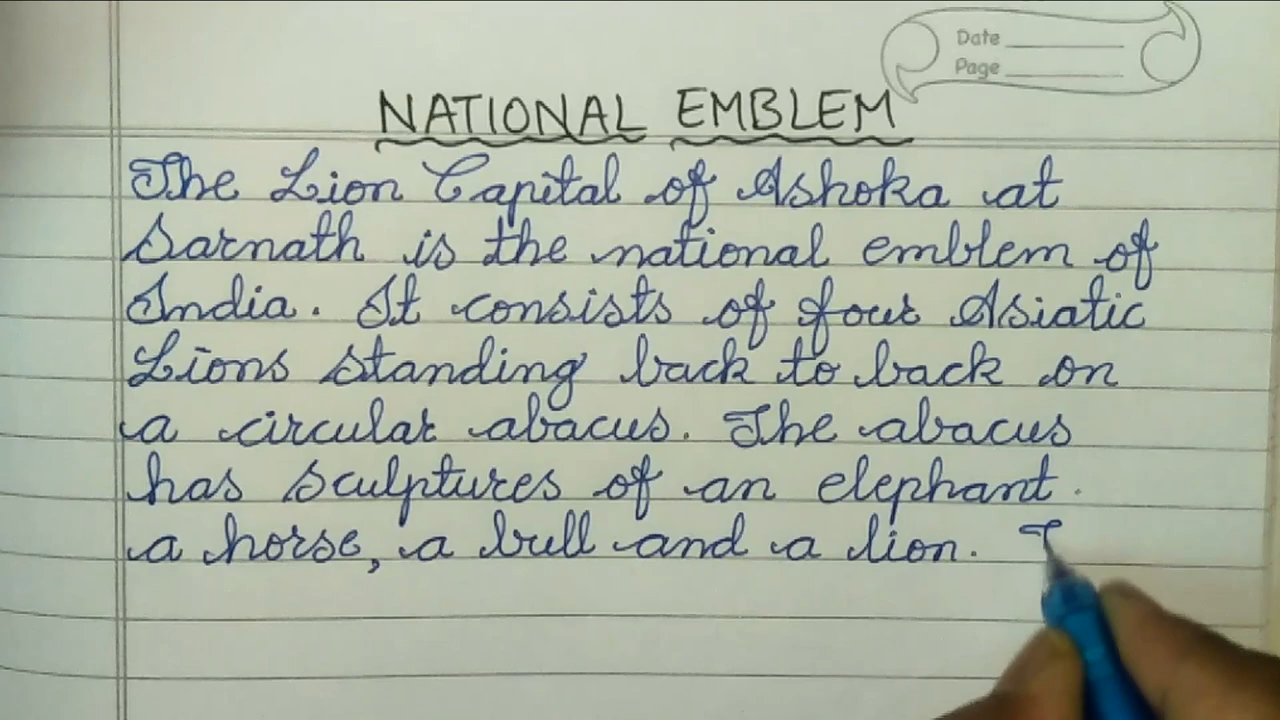 Date
Page
NATIONAL EMBLEM
The Lion Capital of Ashoka at
Sarnath is the national emblem of
India. It consists of four Asiatic
Lions standing back to back on
a circular abacus. The abacus
has sculptures of an elephant.
a horse, a bull and a lion.